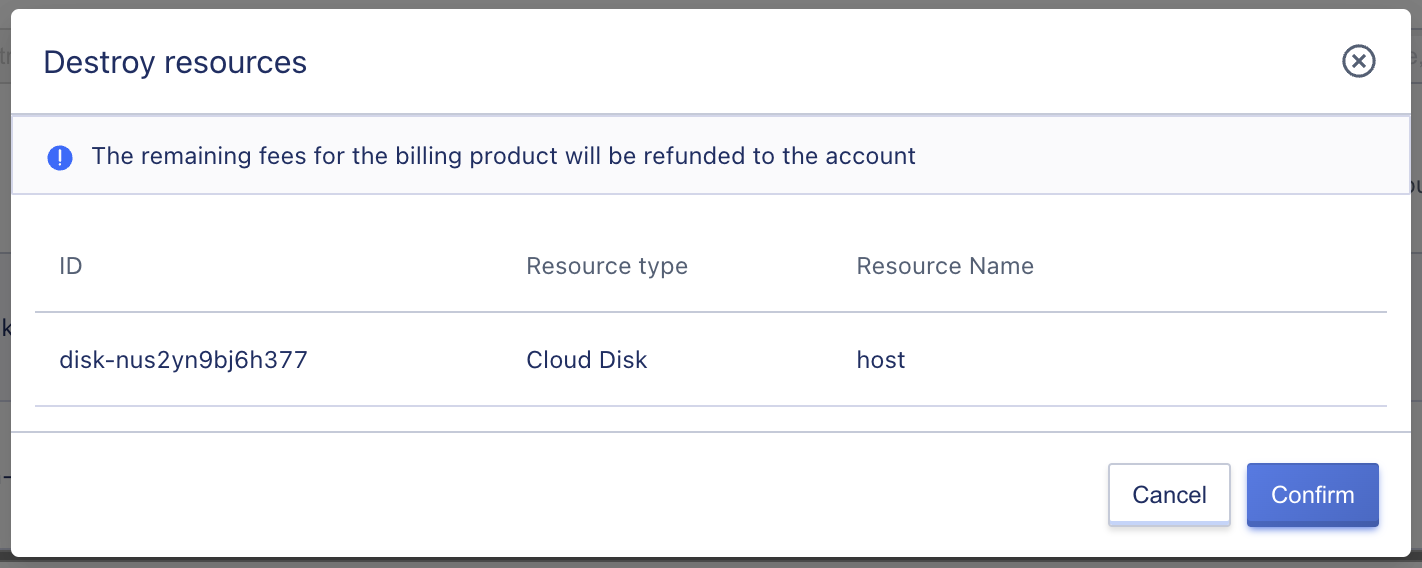 Destroy resources
The remaining fees for the billing product will be refunded to the account
ID Resource type Resource Name
disk-nus2yn9bj6h377 Cloud Disk host
Cancel Confirm